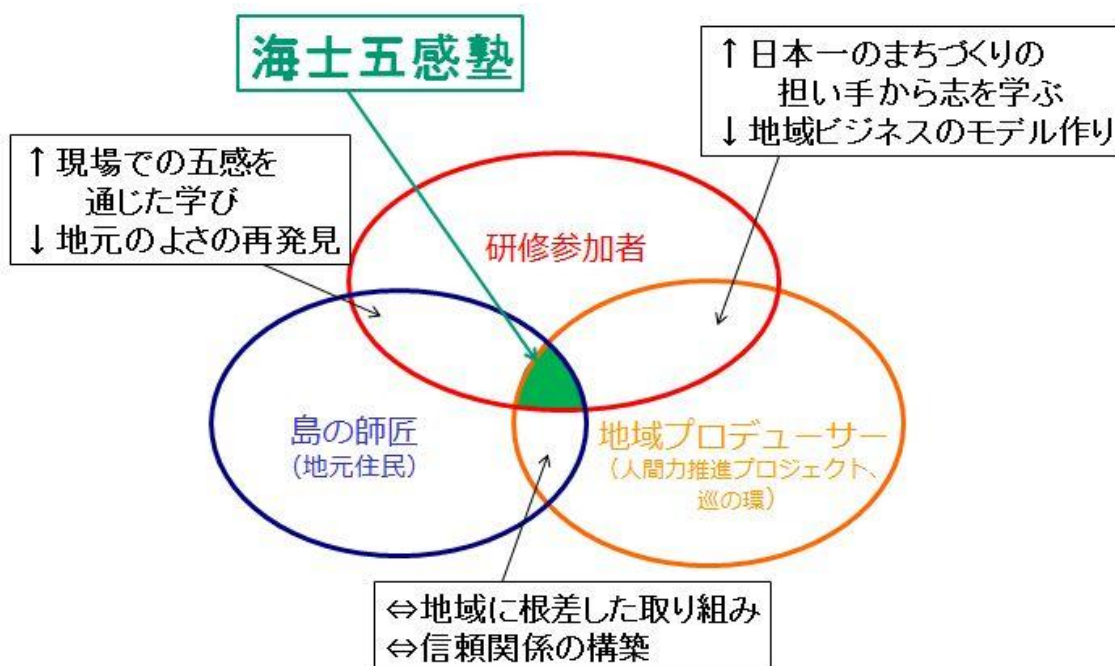 海士五感塾
↑日本一のまちづくりの
担い手から志を学ぶ
↓地域ビジネスのモデル作り
↑現場での五感を
通じた学び
↓地元のよさの再発見
研修参加者
島の師匠
(地元住民)
地域プロデューサー
(人間力推進プロジェクト、
巡の環)
⇔地域に根差した取り組み
⇔信頼関係の構築